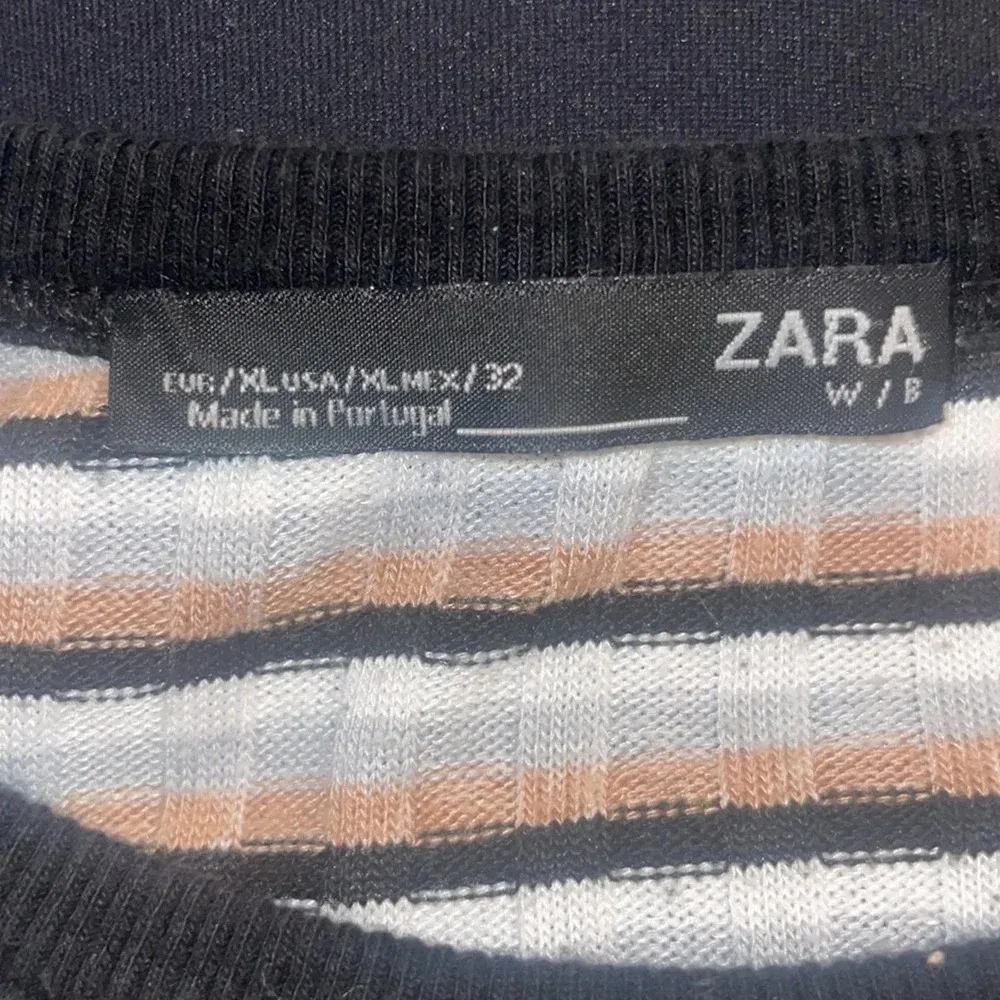 ZARA
W / B
EUR/XL USA/XL MEX/32
Made in Portugal